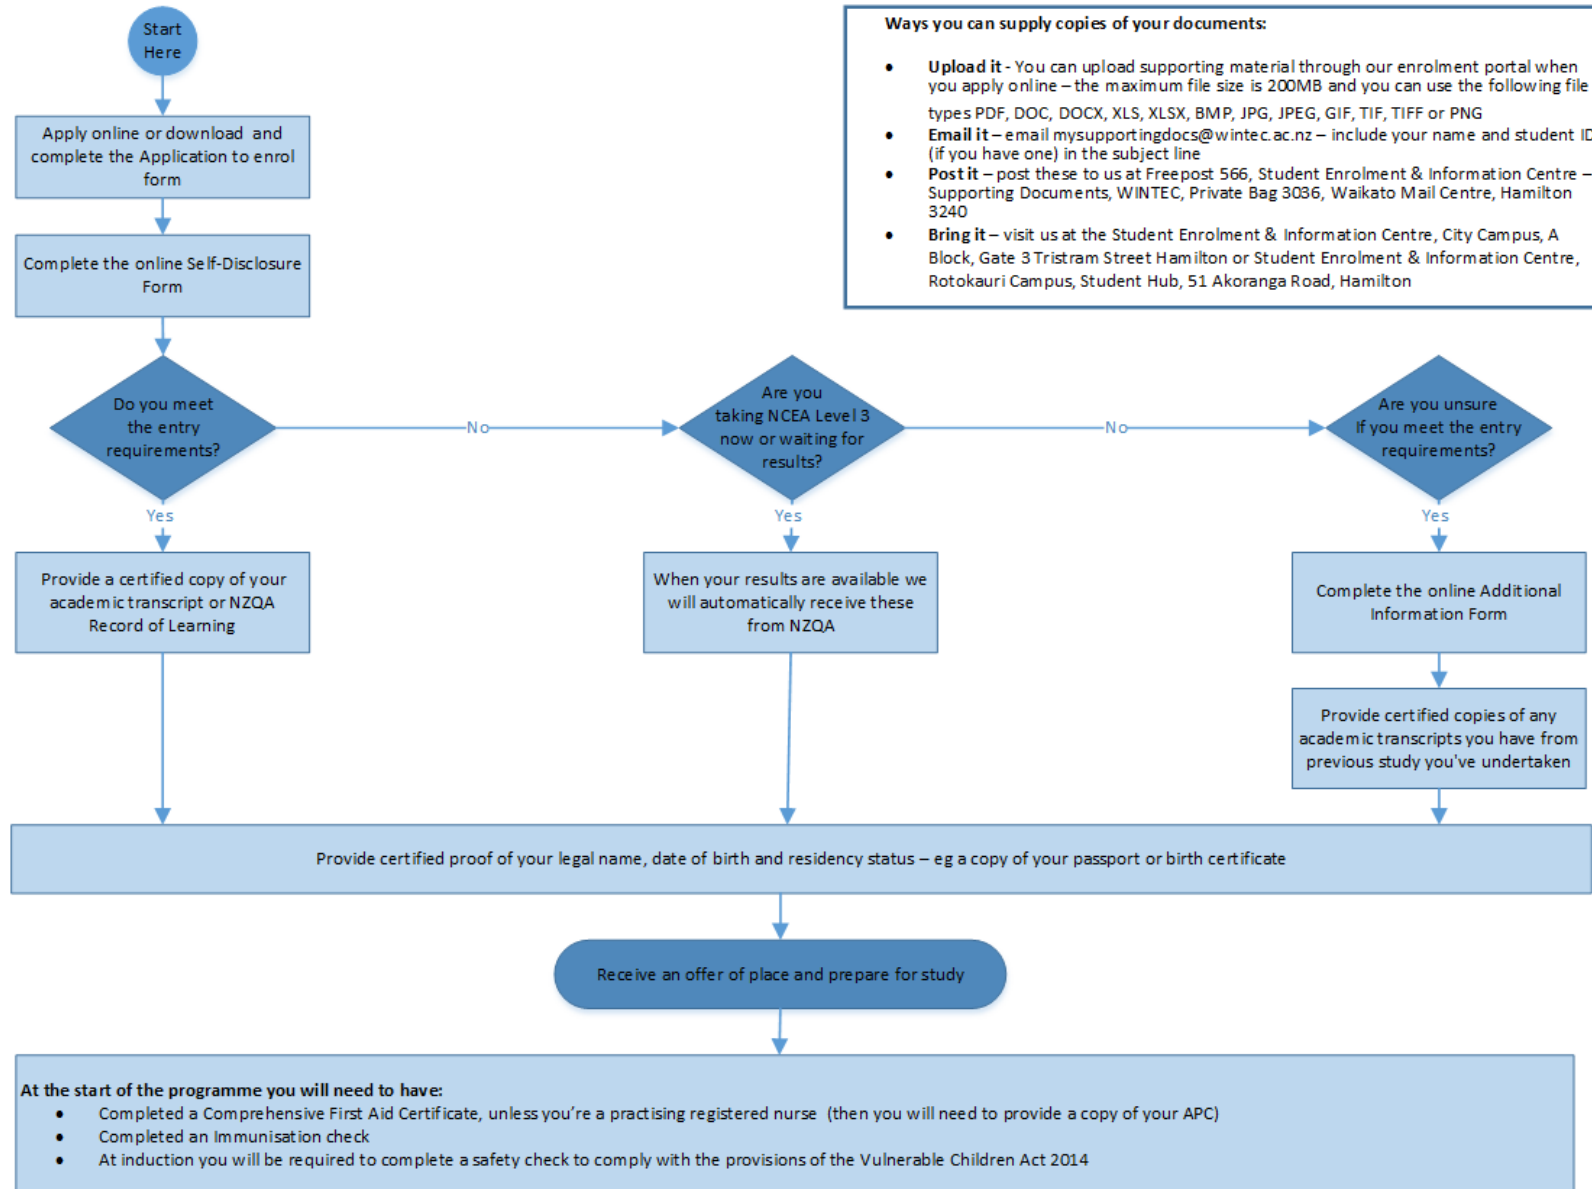 Start
Here
Ways you can supply copies of your documents:
• Upload it - You can upload supporting material through our enrolment portal when
you apply online – the maximum file size is 200MB and you can use the following file
types PDF, DOC, DOCX, XLS, XLSX, BMP, JPG, JPEG, GIF, TIF, TIFF or PNG
• Email it – email mysupportingdocs@wintec.ac.nz – include your name and student ID
(if you have one) in the subject line
• Post it – post these to us at Freepost 566, Student Enrolment & Information Centre –
Supporting Documents, WINTEC, Private Bag 3036, Waikato Mail Centre, Hamilton
3240
• Bring it – visit us at the Student Enrolment & Information Centre, City Campus, A
Block, Gate 3 Tristram Street Hamilton or Student Enrolment & Information Centre,
Rotokauri Campus, Student Hub, 51 Akoranga Road, Hamilton
Apply online or download and
complete the Application to enrol
form
Complete the online Self-Disclosure
Form
Do you meet
the entry
requirements?
No
Are you
taking NCEA Level 3
now or waiting for
results?
No
Are you unsure
If you meet the entry
requirements?
Yes
Yes
Yes
Provide a certified copy of your
academic transcript or NZQA
Record of Learning
When your results are available we
will automatically receive these
from NZQA
Complete the online Additional
Information Form
Provide certified copies of any
academic transcripts you have from
previous study you've undertaken
Provide certified proof of your legal name, date of birth and residency status – eg a copy of your passport or birth certificate
Receive an offer of place and prepare for study
At the start of the programme you will need to have:
• Completed a Comprehensive First Aid Certificate, unless you're a practising registered nurse (then you will need to provide a copy of your APC)
• Completed an Immunisation check
• At induction you will be required to complete a safety check to comply with the provisions of the Vulnerable Children Act 2014